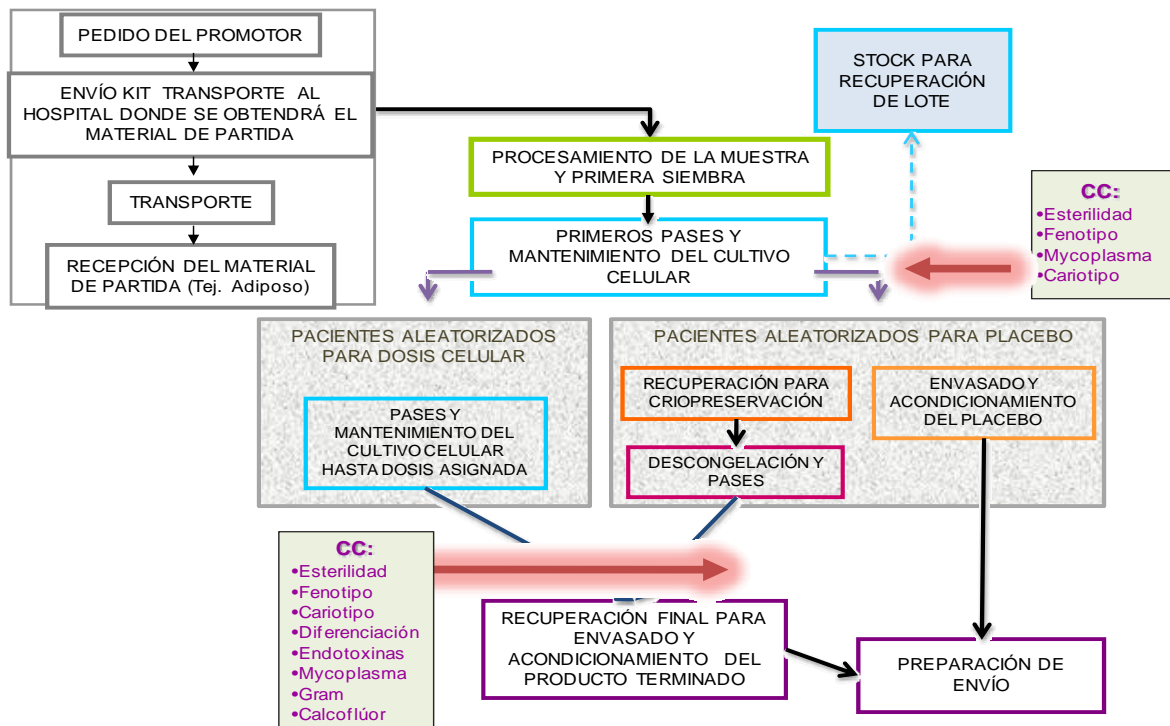 PEDIDO DEL PROMOTOR
ENVÍO KIT TRANSPORTE AL
HOSPITAL DONDE SE OBTENDRÁ EL
MATERIAL DE PARTIDA
TRANSPORTE
RECEPCIÓN DEL MATERIAL
DE PARTIDA (Tej. Adiposo)
STOCK PARA
RECUPERACIÓN
DE LOTE
PROCESAMIENTO DE LA MUESTRA
Y PRIMERA SIEMBRA
PRIMEROS PASES Y
MANTENIMIENTO DEL CULTIVO
CELULAR
CC:
•Esterilidad
•Fenotipo
•Mycoplasma
•Cariotipo
PACIENTES ALEATORIZADOS
PARA DOSIS CELULAR
PASES Y
MANTENIMIENTO DEL
CULTIVO CELULAR
HASTA DOSIS ASIGNADA
PACIENTES ALEATORIZADOS PARA PLACEBO
RECUPERACIÓN PARA
CRIOPRESERVACIÓN
DESCONGELACIÓN Y
PASES
ENVASADO Y
ACONDICIONAMIENTO
DEL PLACEBO
CC:
•Esterilidad
•Fenotipo
•Cariotipo
•Diferenciación
•Endotoxinas
•Mycoplasma
•Gram
•Calcoflúor
RECUPERACIÓN FINAL PARA
ENVASADO Y
ACONDICIONAMIENTO DEL
PRODUCTO TERMINADO
PREPARACIÓN DE
ENVÍO